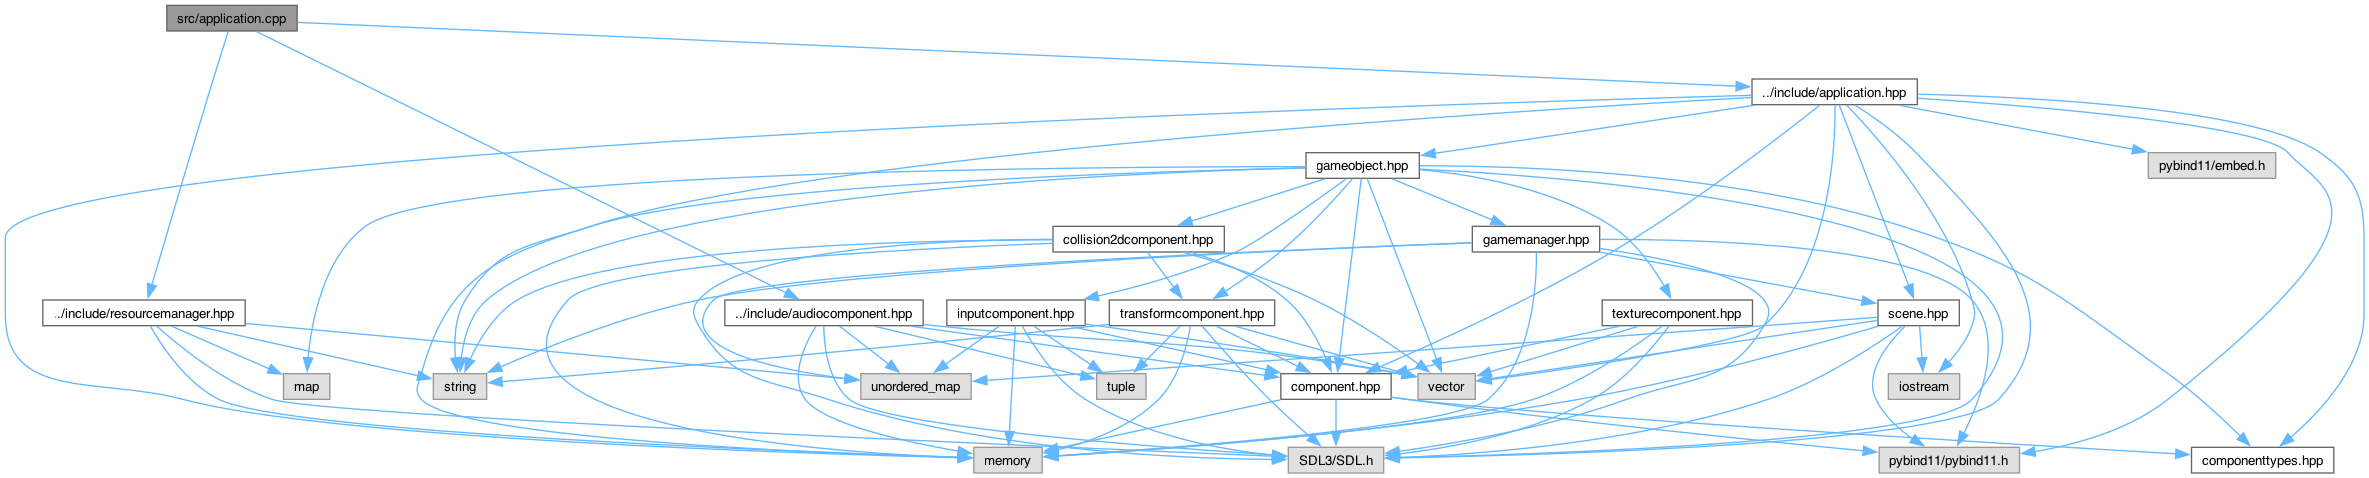 src/application.cpp
../include/application.hpp
gameobject.hpp
pybind11/embed.h
collision2dcomponent.hpp
gamemanager.hpp
../include/resourcemanager.hpp
../include/audiocomponent.hpp
inputcomponent.hpp
transformcomponent.hpp
texturecomponent.hpp
scene.hpp
map
string
unordered_map
tuple
component.hpp
vector
iostream
memory
SDL3/SDL.h
pybind11/pybind11.h
componenttypes.hpp